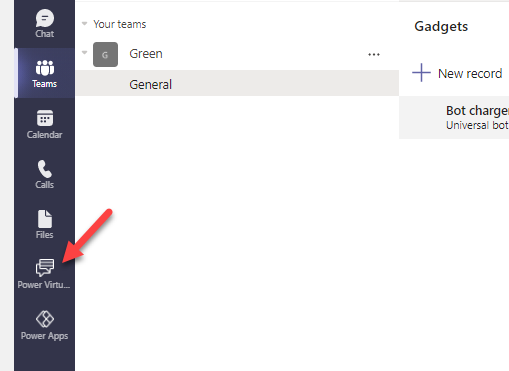 Chat
Teams
Calendar
Calls
Files
Power Virtu...
Power Apps
Your teams
G
Green
...
General
Gadgets
New record
Bot charger
Universal bot